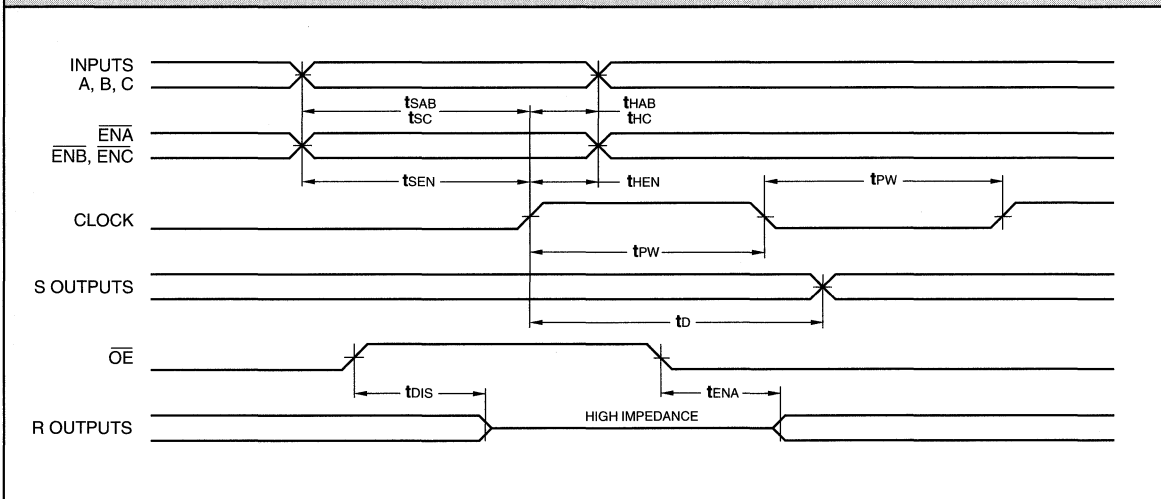 INPUTS
A, B, C
tSAB tHAB
tSC tHC
ENA
ENB, ENC
tSEN tHEN
tPW
CLOCK
tPW
S OUTPUTS
tD
OE
tDIS tENA
HIGH IMPEDANCE
R OUTPUTS